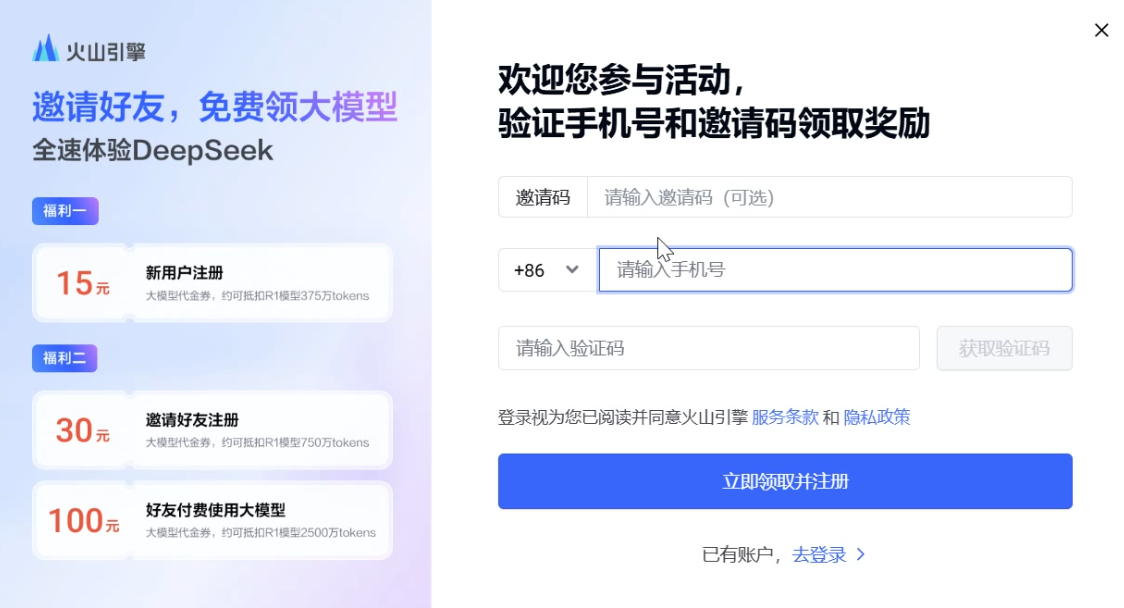 火山引擎
邀请好友，免费领大模型
全速体验DeepSeek
福利一
15元
新用户注册
大模型代金券，约可抵扣R1模型375万tokens
福利二
30元
邀请好友注册
大模型代金券，约可抵扣R1模型750万tokens
100元
好友付费使用大模型
大模型代金券，约可抵扣R1模型2500万tokens
欢迎您参与活动，
验证手机号和邀请码领取奖励
邀请码
请输入邀请码（可选）
+86
请输入手机号
请输入验证码
获取验证码
登录视为您已阅读并同意火山引擎 服务条款 和 隐私政策
立即领取并注册
已有账户，去登录